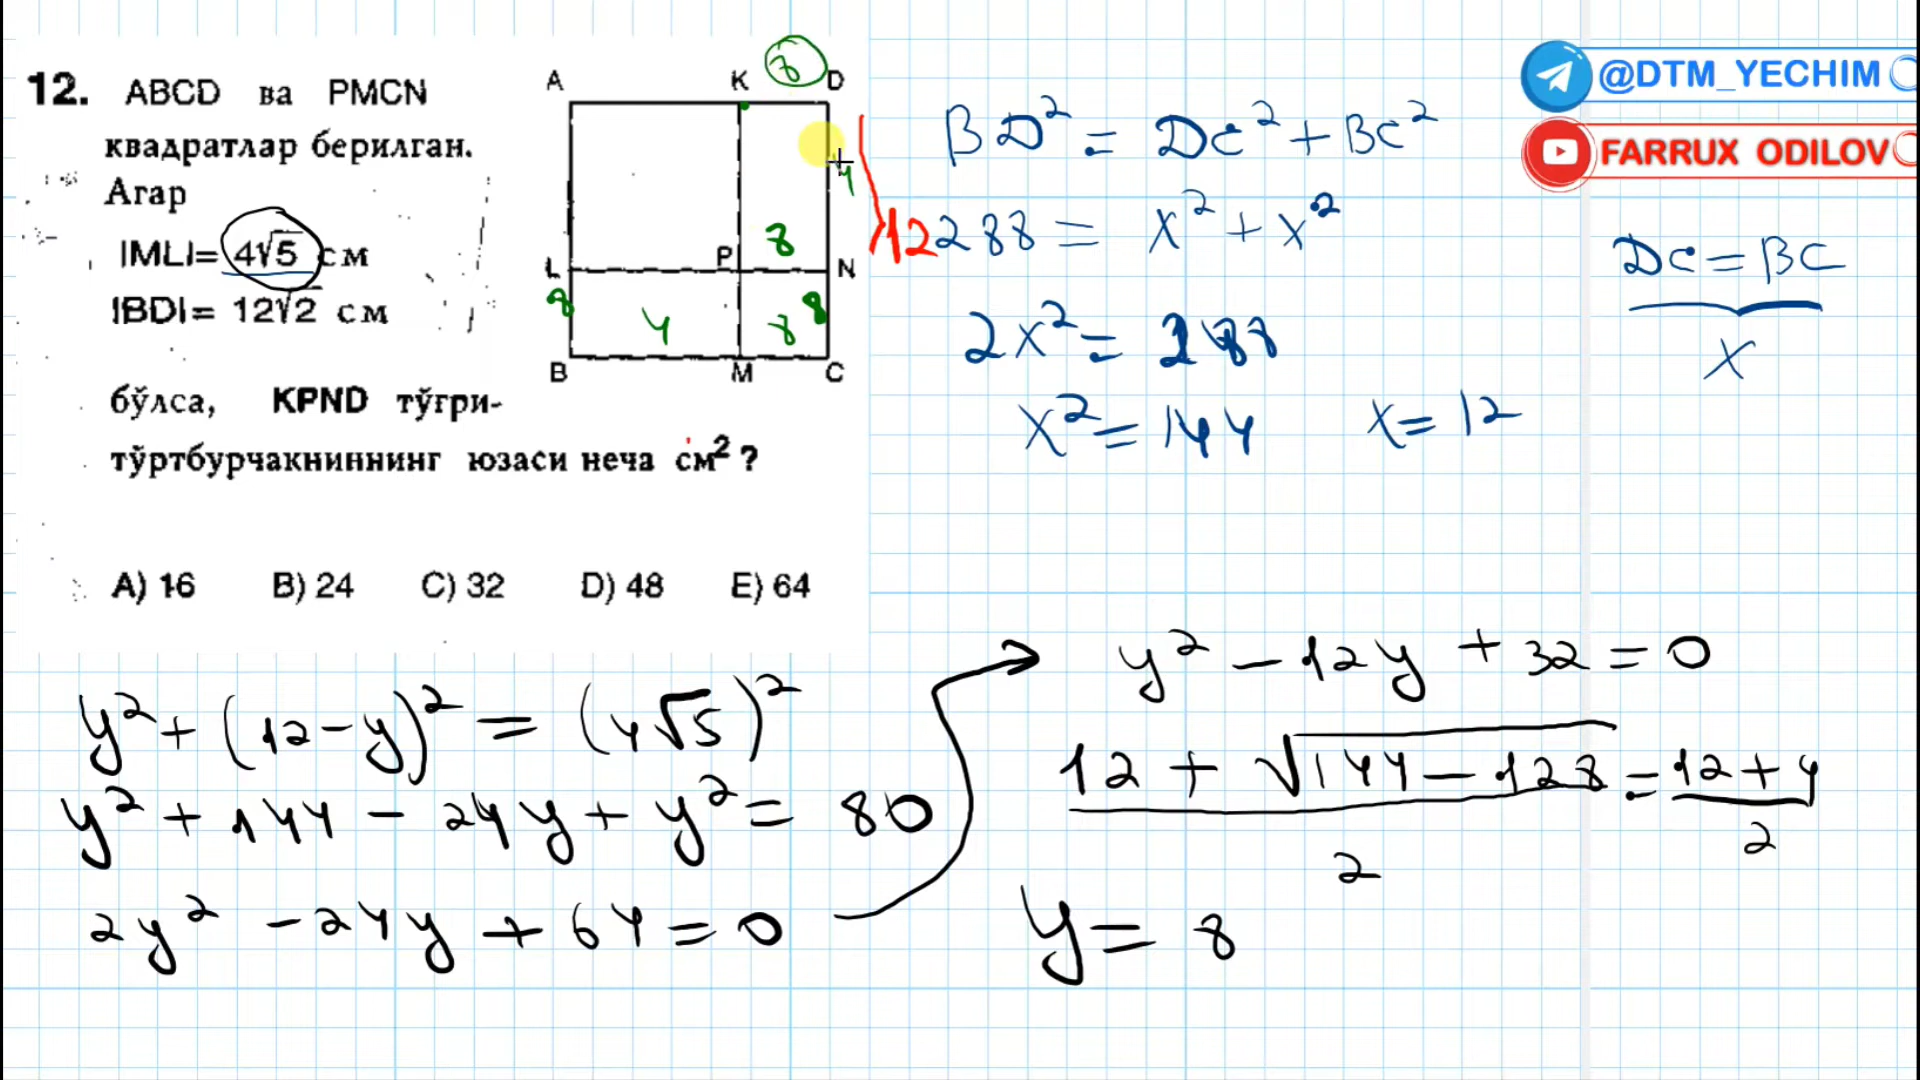 12. ABCD ва PMCN
квадратлар берилган.
Агар
|ML|= 4√5 см
|BD|= 12√2 см
бўлса, KPND тўғри-
тўртбурчакниннинг юзаси неча см² ?
A) 16 B) 24 C) 32 D) 48 E) 64
A K 8 D
4
8
L P N
8 4 8 8
B M C
12
BD² = DC² + BC²
288 = x² + x²
2x² = 288
x² = 144 x = 12
DC = BC
x
@DTM_YECHIM
FARRUX ODILOV
y² + (12 - y)² = (4√5)²
y² + 144 - 24y + y² = 80
2y² - 24y + 64 = 0
y² - 12y + 32 = 0
12 + √144 - 128 = 12 + 4
2 2
y = 8